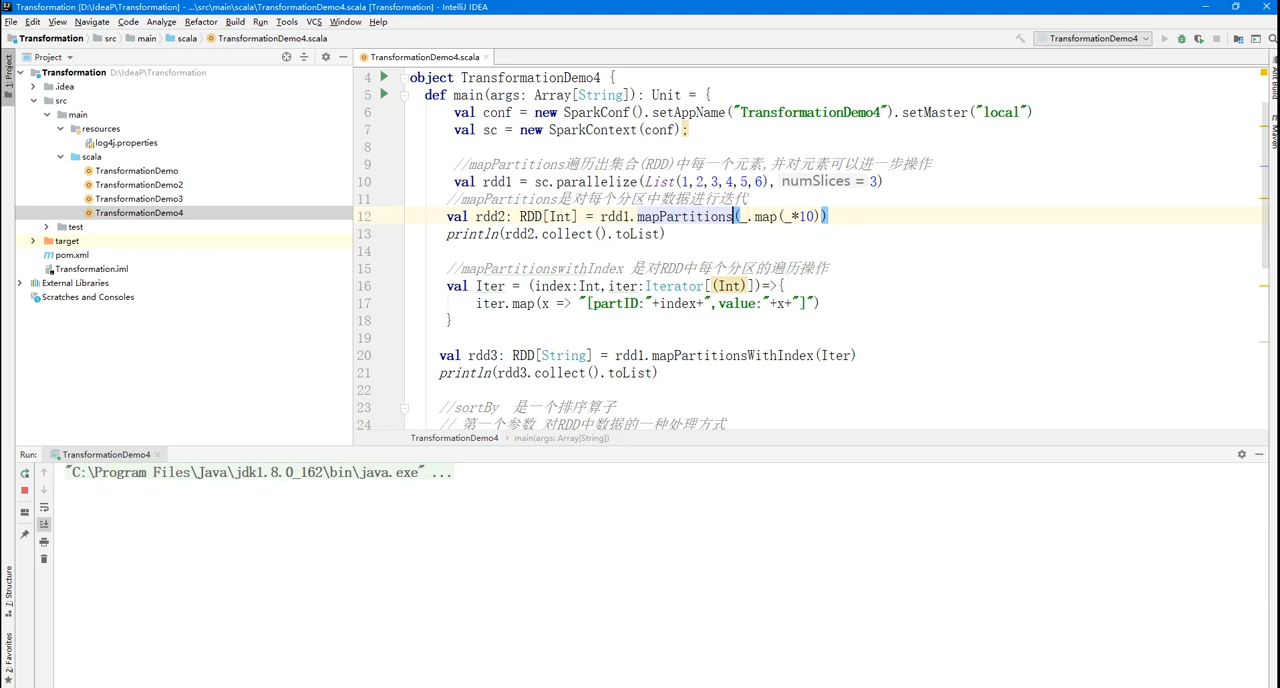 Transformation [D:\IdeaP\Transformation] - ...\src\main\scala\TransformationDemo4.scala [Transformation] - IntelliJ IDEA
File Edit View Navigate Code Analyze Refactor Build Run Tools VCS Window Help
Transformation src main scala TransformationDemo4.scala
TransformationDemo4
1: Project
Project
Transformation D:\IdeaP\Transformation
.idea
src
main
resources
log4j.properties
scala
TransformationDemo
TransformationDemo2
TransformationDemo3
TransformationDemo4
test
target
pom.xml
Transformation.iml
External Libraries
Scratches and Consoles
TransformationDemo4.scala
4 object TransformationDemo4 {
5 def main(args: Array[String]): Unit = {
6 val conf = new SparkConf().setAppName("TransformationDemo4").setMaster("local")
7 val sc = new SparkContext(conf);
8
9 //mapPartitions遍历出集合(RDD)中每一个元素,并对元素可以进一步操作
10 val rdd1 = sc.parallelize(List(1,2,3,4,5,6), numSlices = 3)
11 //mapPartitions是对每个分区中数据进行迭代
12 val rdd2: RDD[Int] = rdd1.mapPartitions(_.map(_*10))
13 println(rdd2.collect().toList)
14
15 //mapPartitionswithIndex 是对RDD中每个分区的遍历操作
16 val Iter = (index:Int,iter:Iterator[(Int)])=>{
17 iter.map(x => "[partID:"+index+",value:"+x+"]")
18 }
19
20 val rdd3: RDD[String] = rdd1.mapPartitionsWithIndex(Iter)
21 println(rdd3.collect().toList)
22
23 //sortBy 是一个排序算子
24 // 第一个参数 对RDD中数据的一种处理方式
TransformationDemo4 main(args: Array[String])
Maven
Run: TransformationDemo4
"C:\Program Files\Java\jdk1.8.0_162\bin\java.exe" ...
7: Structure
2: Favorites